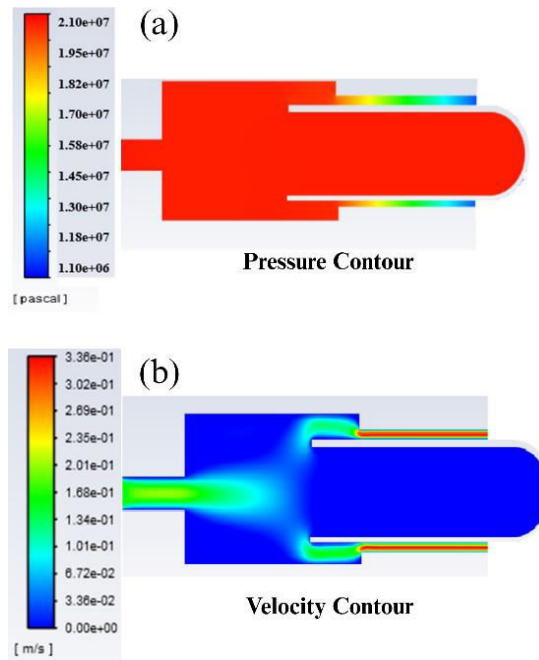 (a)
2.10e+07
1.95e+07
1.82e+07
1.74e+07
1.58e+07
1.45e+07
1.30e+07
1.18e+07
1.10e+06
[ pascal ]
Pressure Contour
(b)
3.36e-01
3.02e-01
2.69e-01
2.35e-01
2.02e-01
1.68e-01
1.34e-01
1.01e-01
6.72e-02
3.36e-02
0.00e+00
[ m/s ]
Velocity Contour